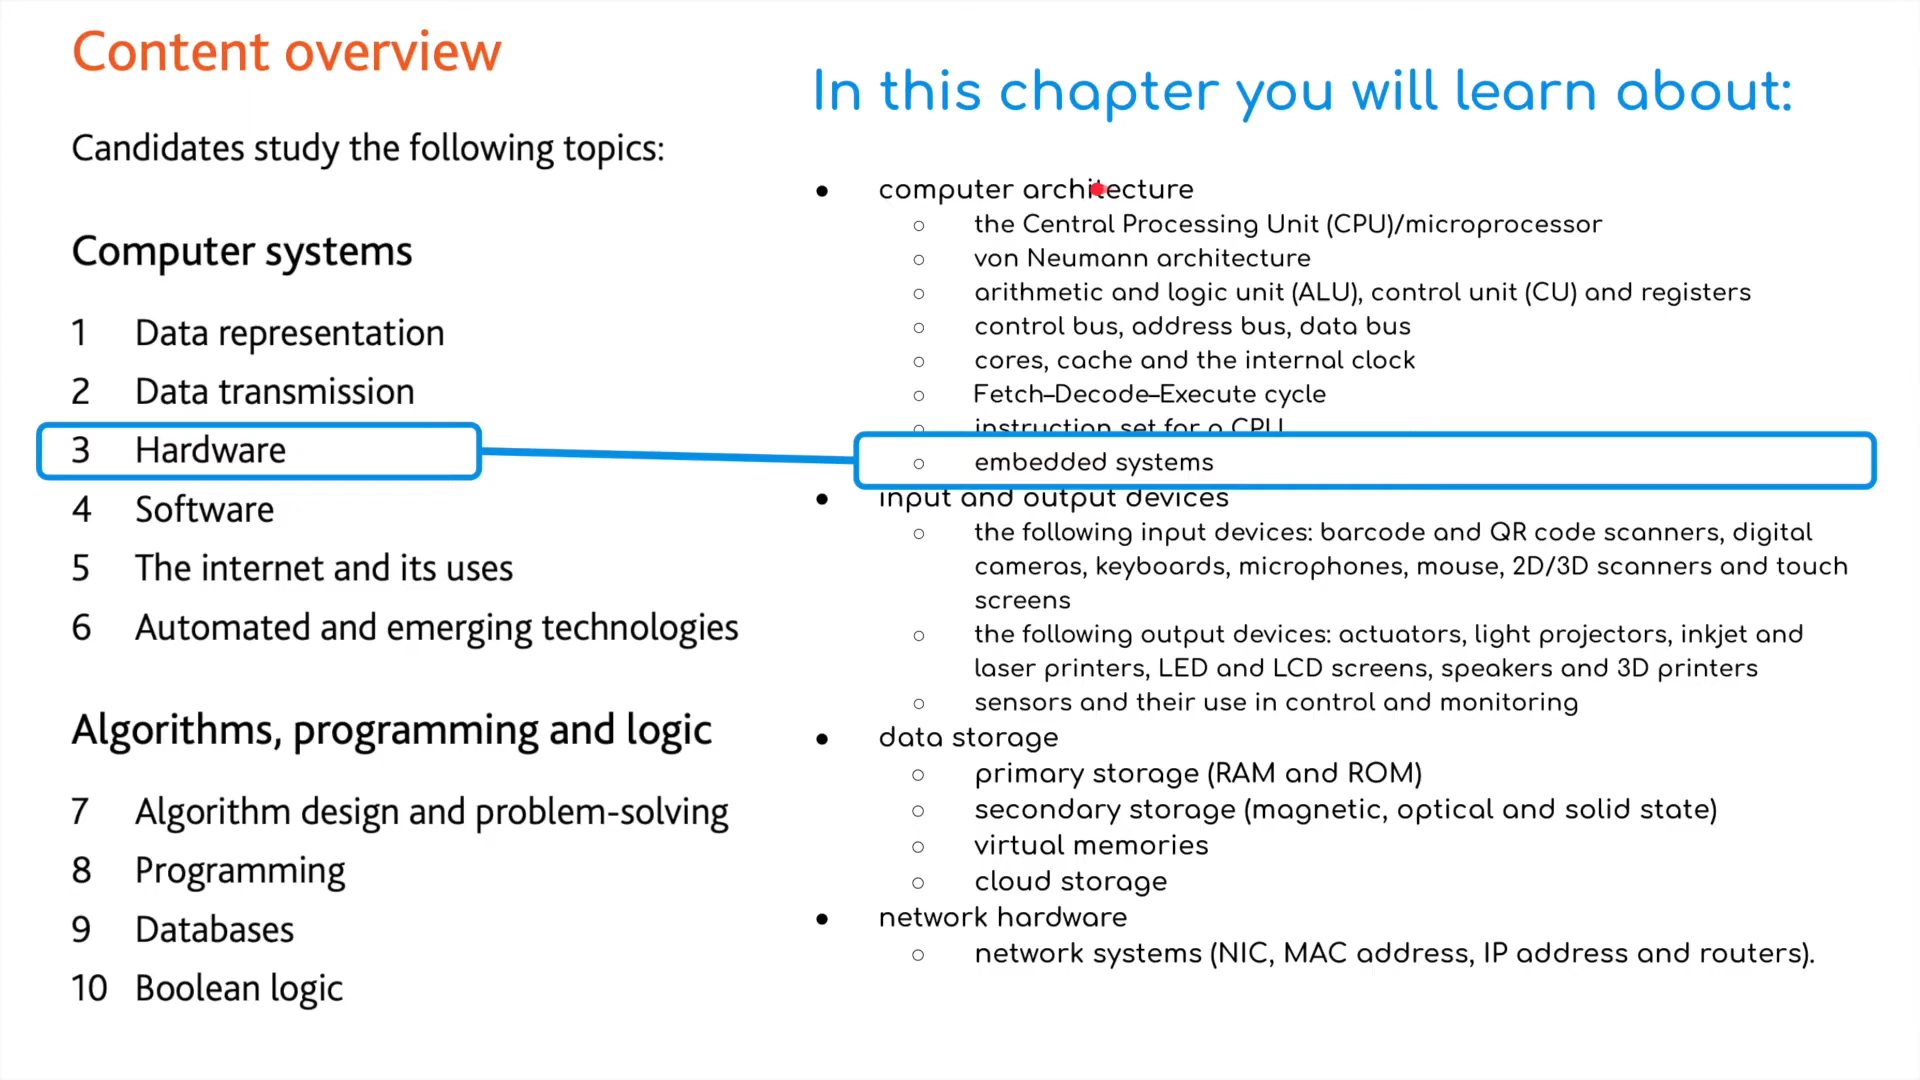 Content overview
Candidates study the following topics:
Computer systems
1 Data representation
2 Data transmission
3 Hardware
4 Software
5 The internet and its uses
6 Automated and emerging technologies
Algorithms, programming and logic
7 Algorithm design and problem-solving
8 Programming
9 Databases
10 Boolean logic
In this chapter you will learn about:
● computer architecture
○ the Central Processing Unit (CPU)/microprocessor
○ von Neumann architecture
○ arithmetic and logic unit (ALU), control unit (CU) and registers
○ control bus, address bus, data bus
○ cores, cache and the internal clock
○ Fetch–Decode–Execute cycle
○ instruction set for a CPU
○ embedded systems
● input and output devices
○ the following input devices: barcode and QR code scanners, digital
cameras, keyboards, microphones, mouse, 2D/3D scanners and touch
screens
○ the following output devices: actuators, light projectors, inkjet and
laser printers, LED and LCD screens, speakers and 3D printers
○ sensors and their use in control and monitoring
● data storage
○ primary storage (RAM and ROM)
○ secondary storage (magnetic, optical and solid state)
○ virtual memories
○ cloud storage
● network hardware
○ network systems (NIC, MAC address, IP address and routers).